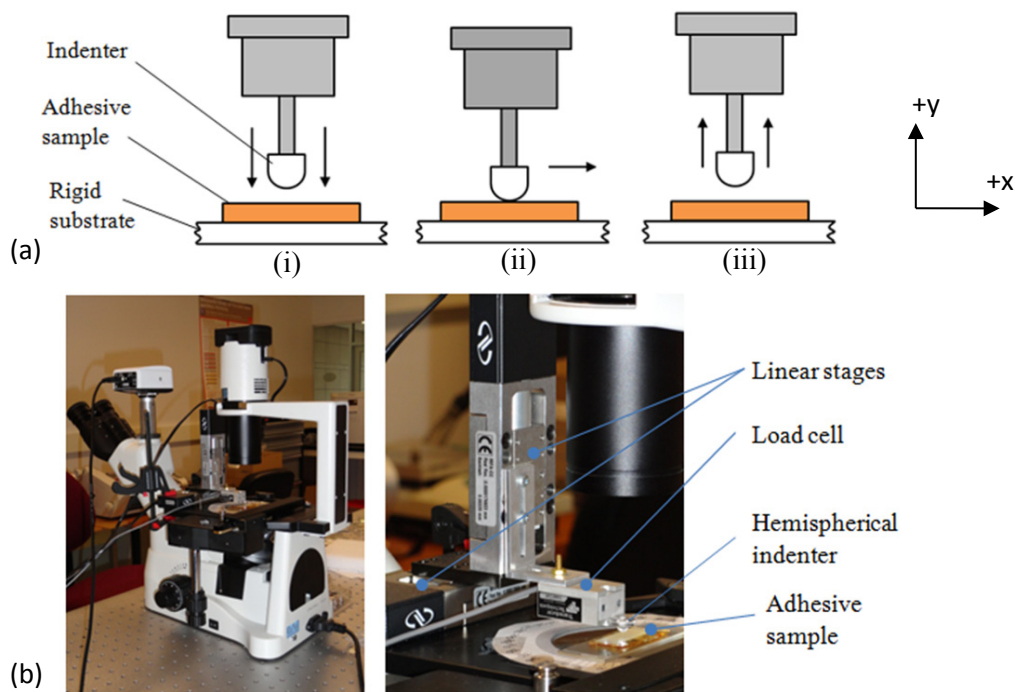 Indenter
Adhesive
sample
Rigid
substrate
+y
+x
(a)
(i)
(ii)
(iii)
Linear stages
Load cell
Hemispherical
indenter
Adhesive
sample
(b)